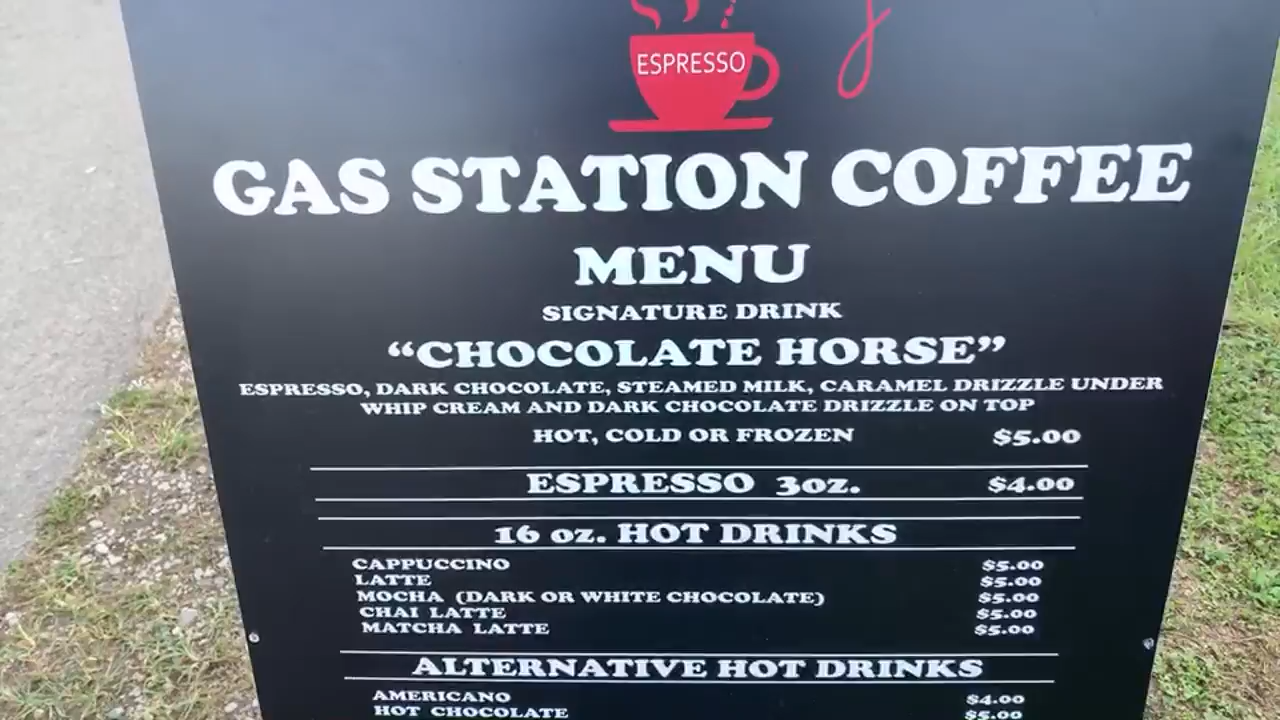 ESPRESSO
GAS STATION COFFEE
MENU
SIGNATURE DRINK
“CHOCOLATE HORSE”
ESPRESSO, DARK CHOCOLATE, STEAMED MILK, CARAMEL DRIZZLE UNDER
WHIP CREAM AND DARK CHOCOLATE DRIZZLE ON TOP
HOT, COLD OR FROZEN $5.00
ESPRESSO 3oz. $4.00
16 oz. HOT DRINKS
CAPPUCCINO $5.00
LATTE $5.00
MOCHA (DARK OR WHITE CHOCOLATE) $5.00
CHAI LATTE $5.00
MATCHA LATTE $5.00
ALTERNATIVE HOT DRINKS
AMERICANO $4.00
HOT CHOCOLATE $5.00